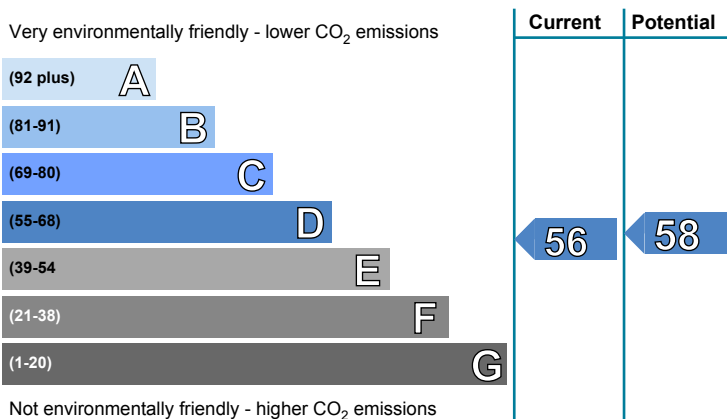 Very environmentally friendly - lower CO2 emissions
Current Potential
(92 plus) A
(81-91) B
(69-80) C
(55-68) D
56 58
(39-54 E
(21-38) F
(1-20) G
Not environmentally friendly - higher CO2 emissions